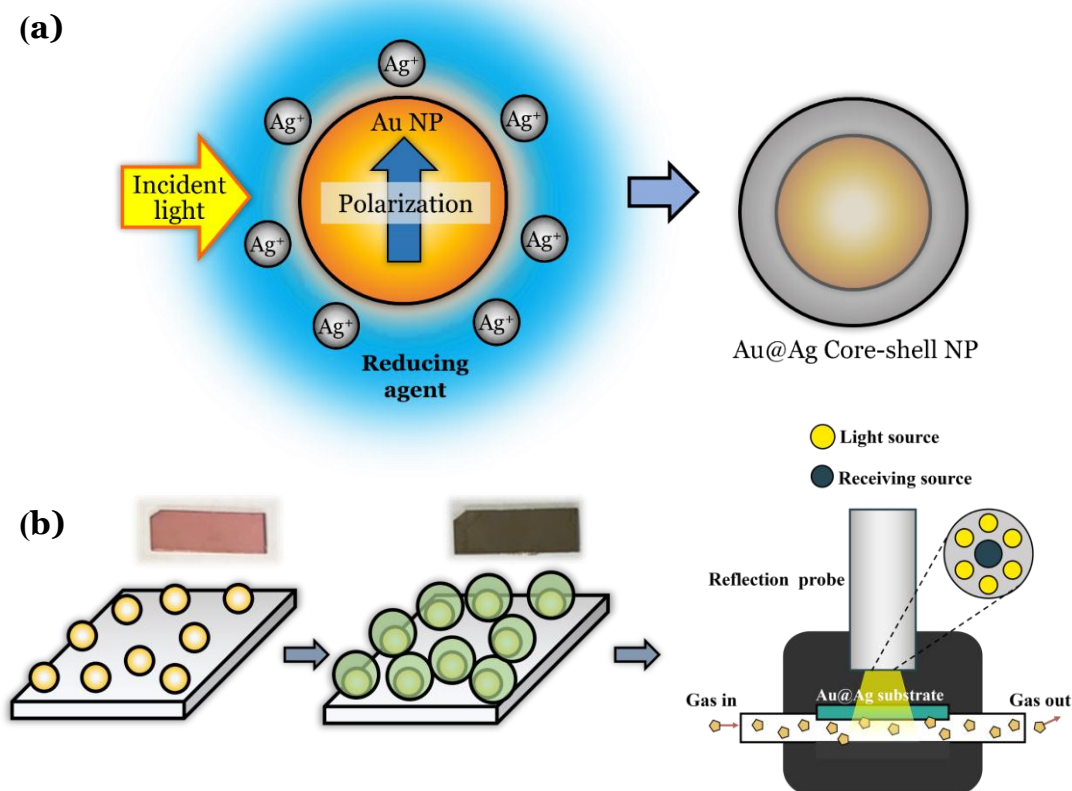 (a)
Ag⁺
Ag⁺
Ag⁺
Au NP
Incident
light
Polarization
Ag⁺
Ag⁺
Ag⁺
Ag⁺
Reducing
agent
Au@Ag Core-shell NP
Light source
Receiving source
(b)
Reflection probe
Au@Ag substrate
Gas in
Gas out